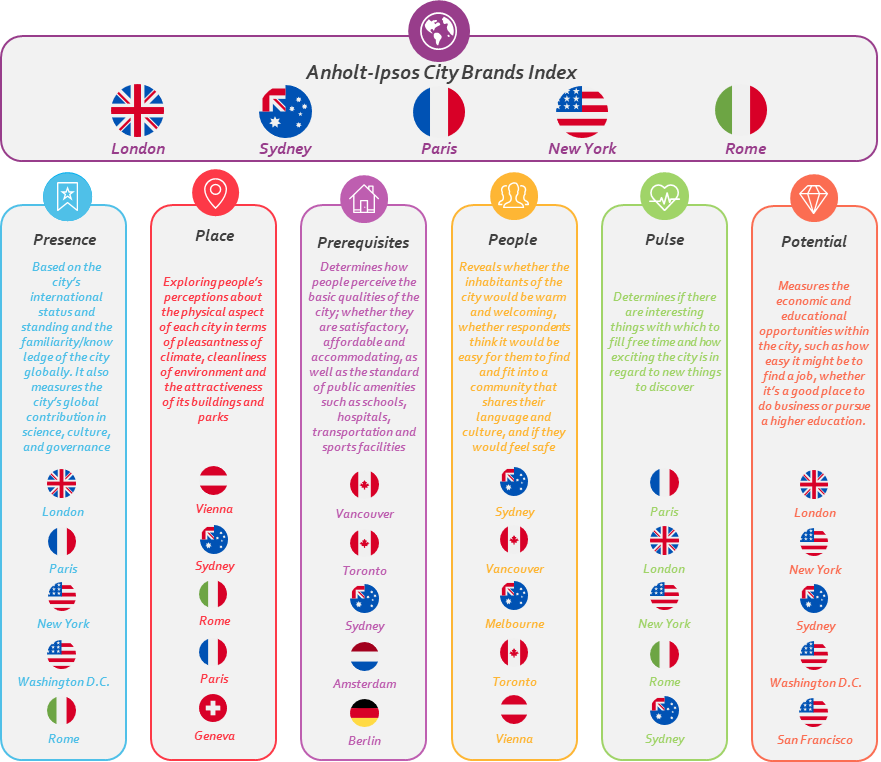 Anholt-Ipsos City Brands Index
London
Sydney
Paris
New York
Rome
Presence
Based on the
city's
international
status and
standing and the
familiarity/know
ledge of the city
globally. It also
measures the
city's global
contribution in
science, culture,
and governance
London
Paris
New York
Washington D.C.
Rome
Place
Exploring people's
perceptions about
the physical aspect
of each city in terms
of pleasantness of
climate, cleanliness
of environment and
the attractiveness
of its buildings and
parks
Vienna
Sydney
Rome
Paris
Geneva
Prerequisites
Determines how
people perceive the
basic qualities of the
city; whether they
are satisfactory,
affordable and
accommodating, as
well as the standard
of public amenities
such as schools,
hospitals,
transportation and
sports facilities
Vancouver
Toronto
Sydney
Amsterdam
Berlin
People
Reveals whether the
inhabitants of the
city would be warm
and welcoming,
whether respondents
think it would be
easy for them to find
and fit into a
community that
shares their
language and
culture, and if they
would feel safe
Sydney
Vancouver
Melbourne
Toronto
Vienna
Pulse
Determines if there
are interesting
things with which to
fill free time and how
exciting the city is in
regard to new things
to discover
Paris
London
New York
Rome
Sydney
Potential
Measures the
economic and
educational
opportunities within
the city, such as how
easy it might be to
find a job, whether
it's a good place to
do business or pursue
a higher education.
London
New York
Sydney
Washington D.C.
San Francisco